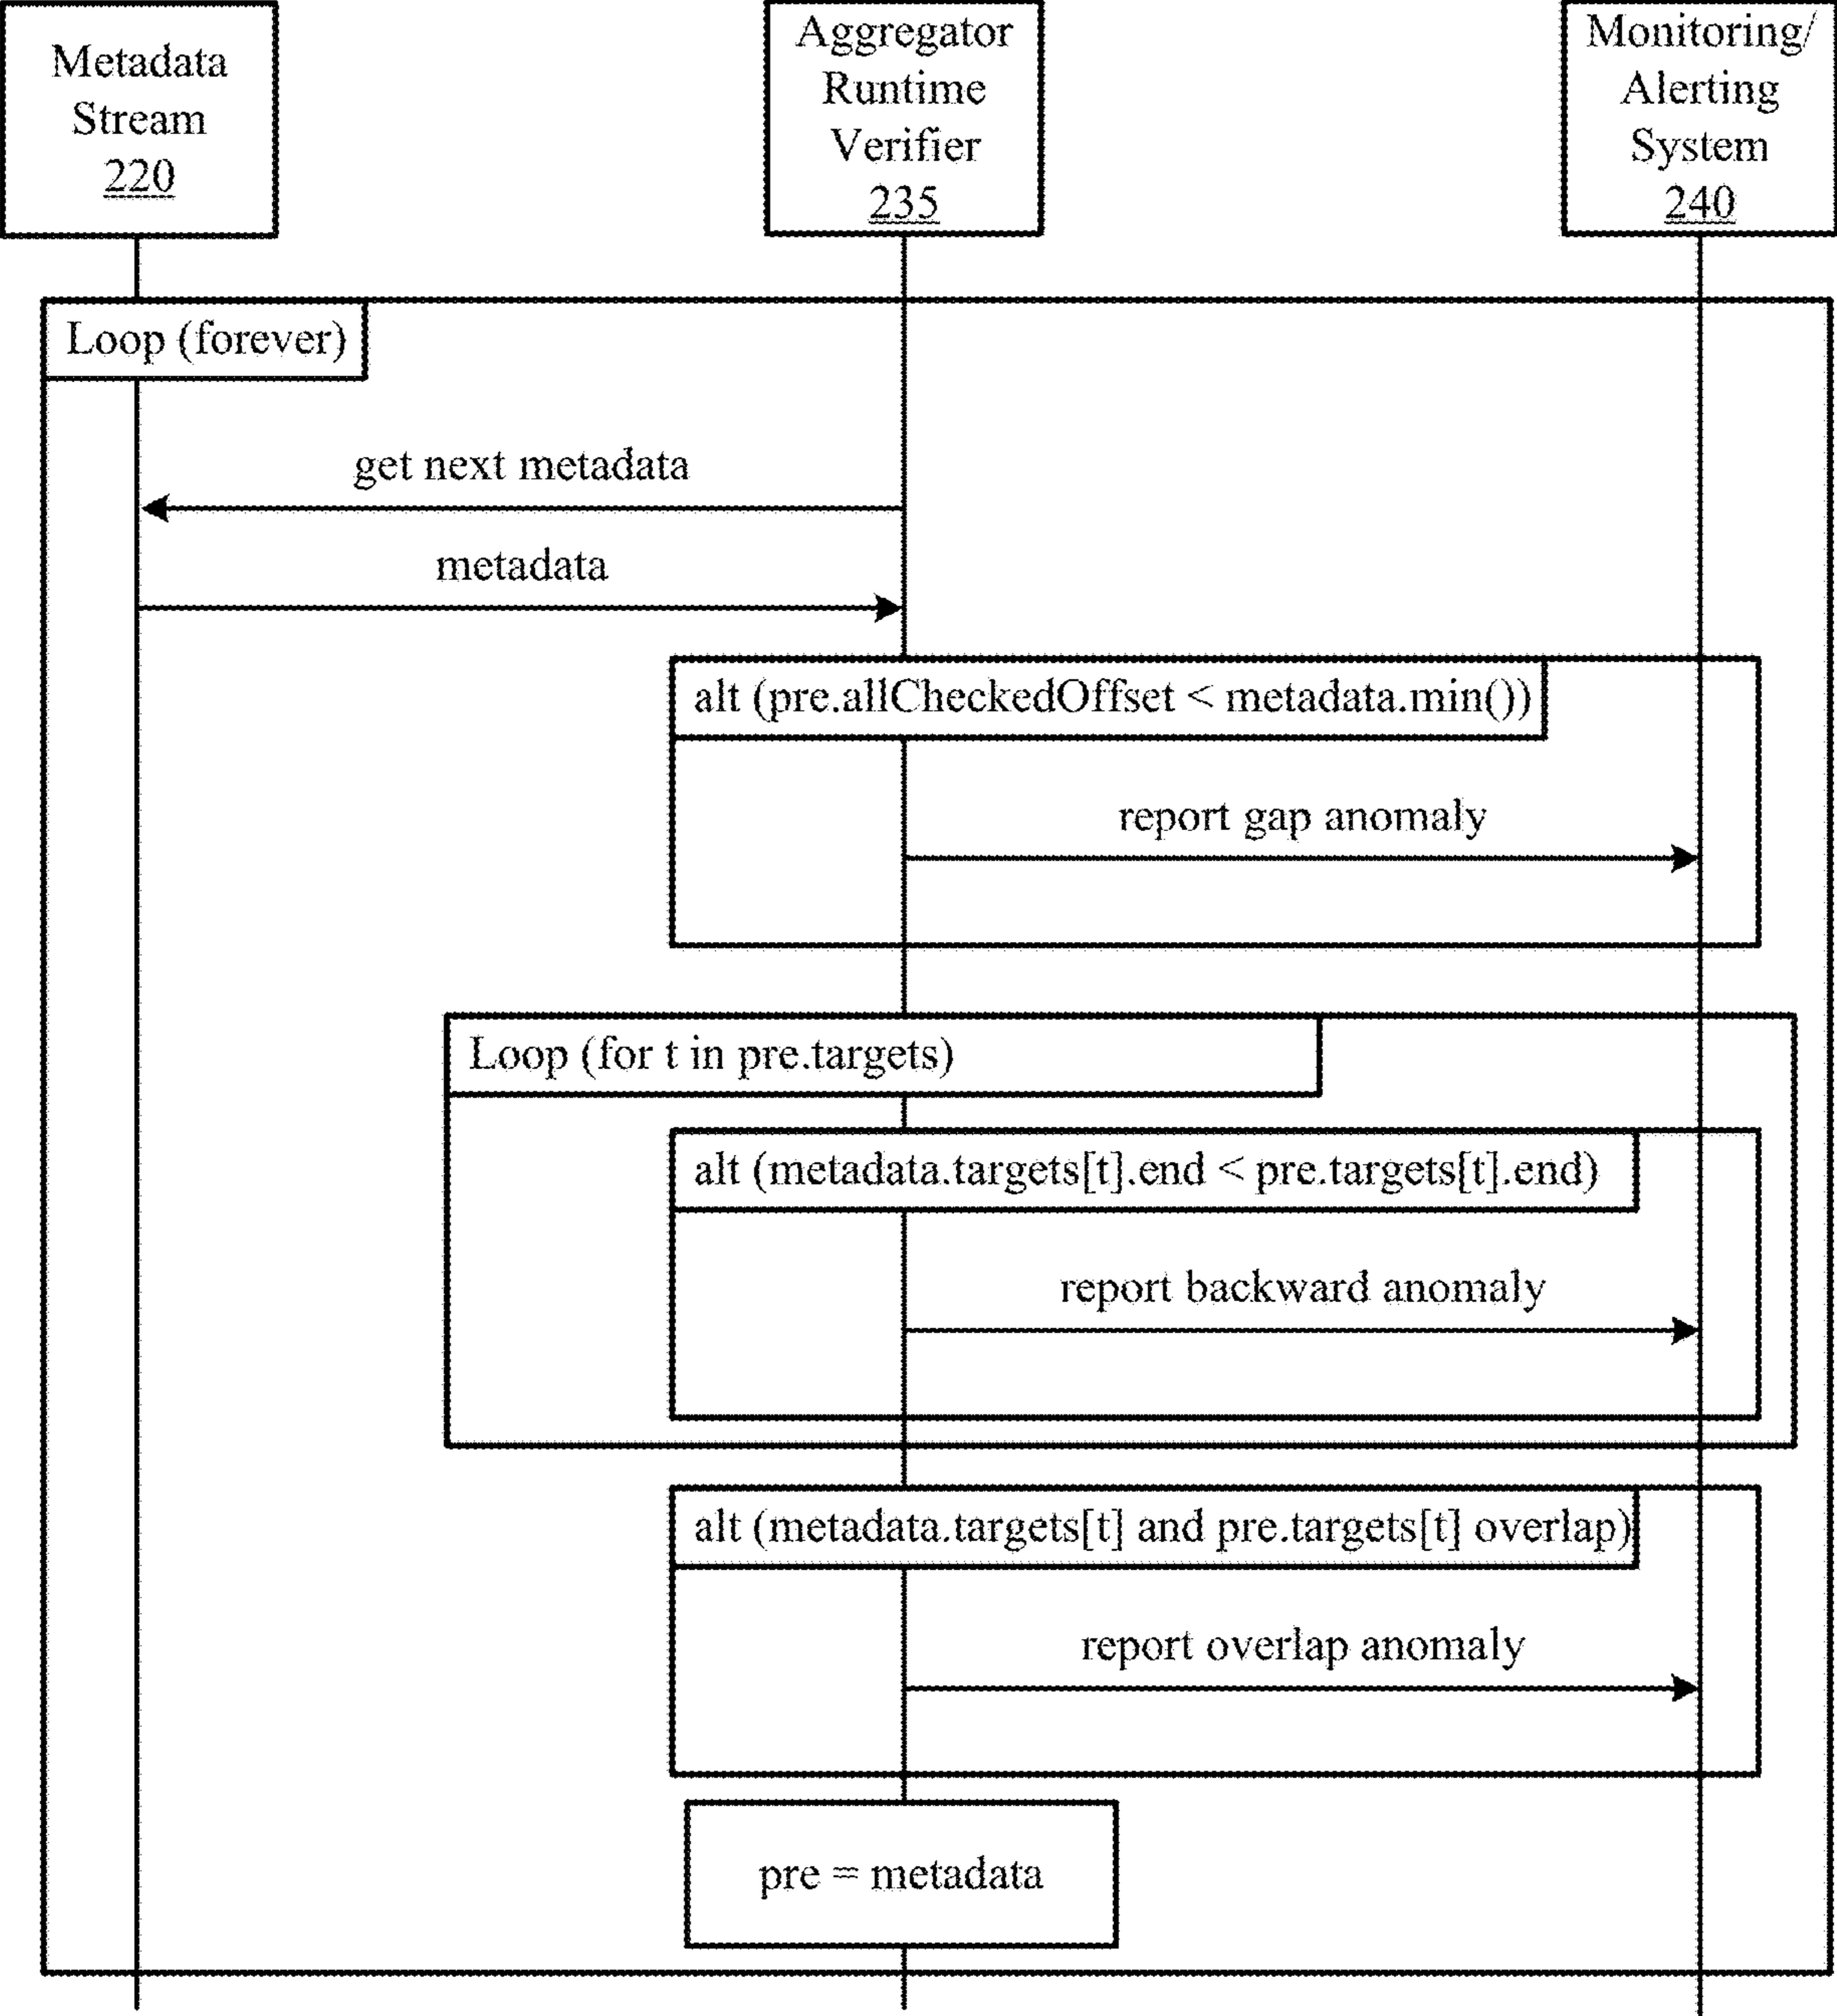 Metadata
Stream
220
Aggregator
Runtime
Verifier
235
Monitoring/
Alerting
System
240
Loop (forever)
get next metadata
metadata
alt (pre.allCheckedOffset < metadata.min())
report gap anomaly
Loop (for t in pre.targets)
alt (metadata.targets[t].end < pre.targets[t].end)
report backward anomaly
alt (metadata.targets[t] and pre.targets[t] overlap)
report overlap anomaly
pre = metadata